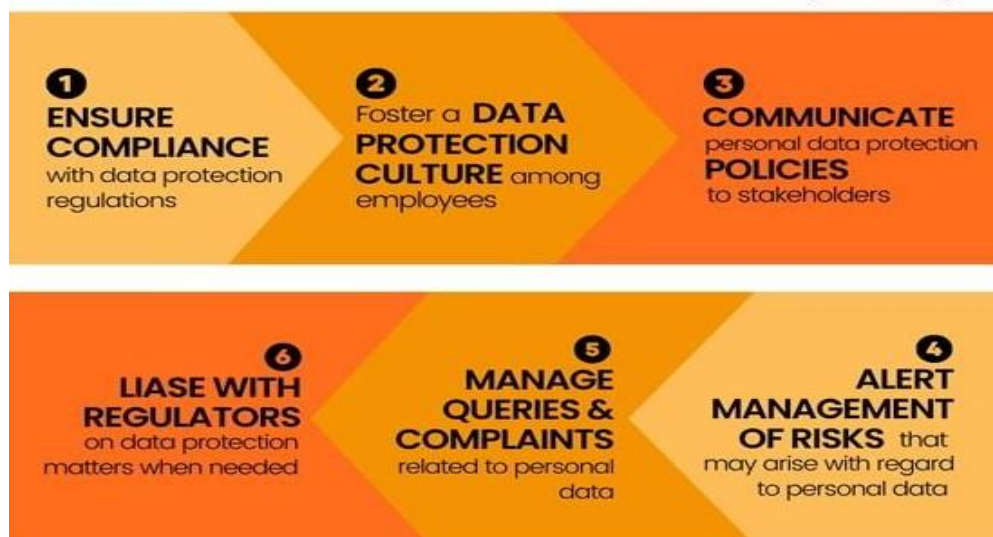 1
ENSURE
COMPLIANCE
with data protection
regulations
2
Foster a DATA
PROTECTION
CULTURE among
employees
3
COMMUNICATE
personal data protection
POLICIES
to stakeholders
4
ALERT
MANAGEMENT
OF RISKS that
may arise with regard
to personal data
5
MANAGE
QUERIES &
COMPLAINTS
related to personal
data
6
LIASE WITH
REGULATORS
on data protection
matters when needed